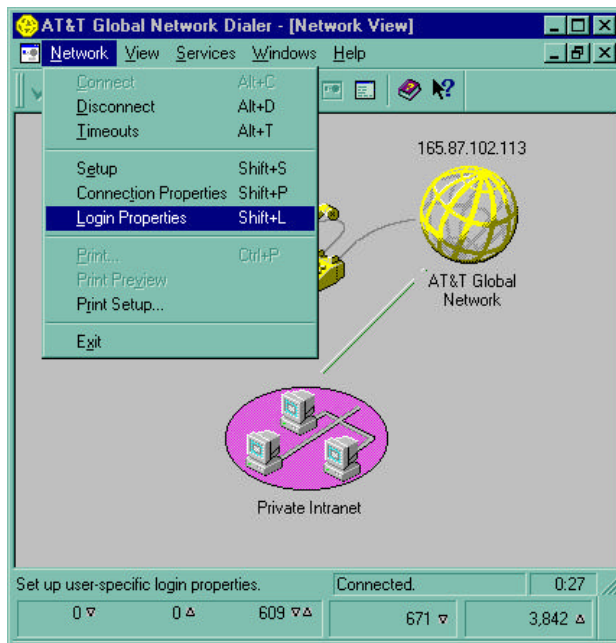 AT&T Global Network Dialer - [Network View]
Network View Services Windows Help
Connect Alt+C
Disconnect Alt+D
Timeouts Alt+T
Setup Shift+S
Connection Properties Shift+P
Login Properties Shift+L
Print... Ctrl+P
Print Preview
Print Setup...
Exit
165.87.102.113
AT&T Global
Network
Private Intranet
Set up user-specific login properties. Connected. 0:27
0 0 609 671 3,842